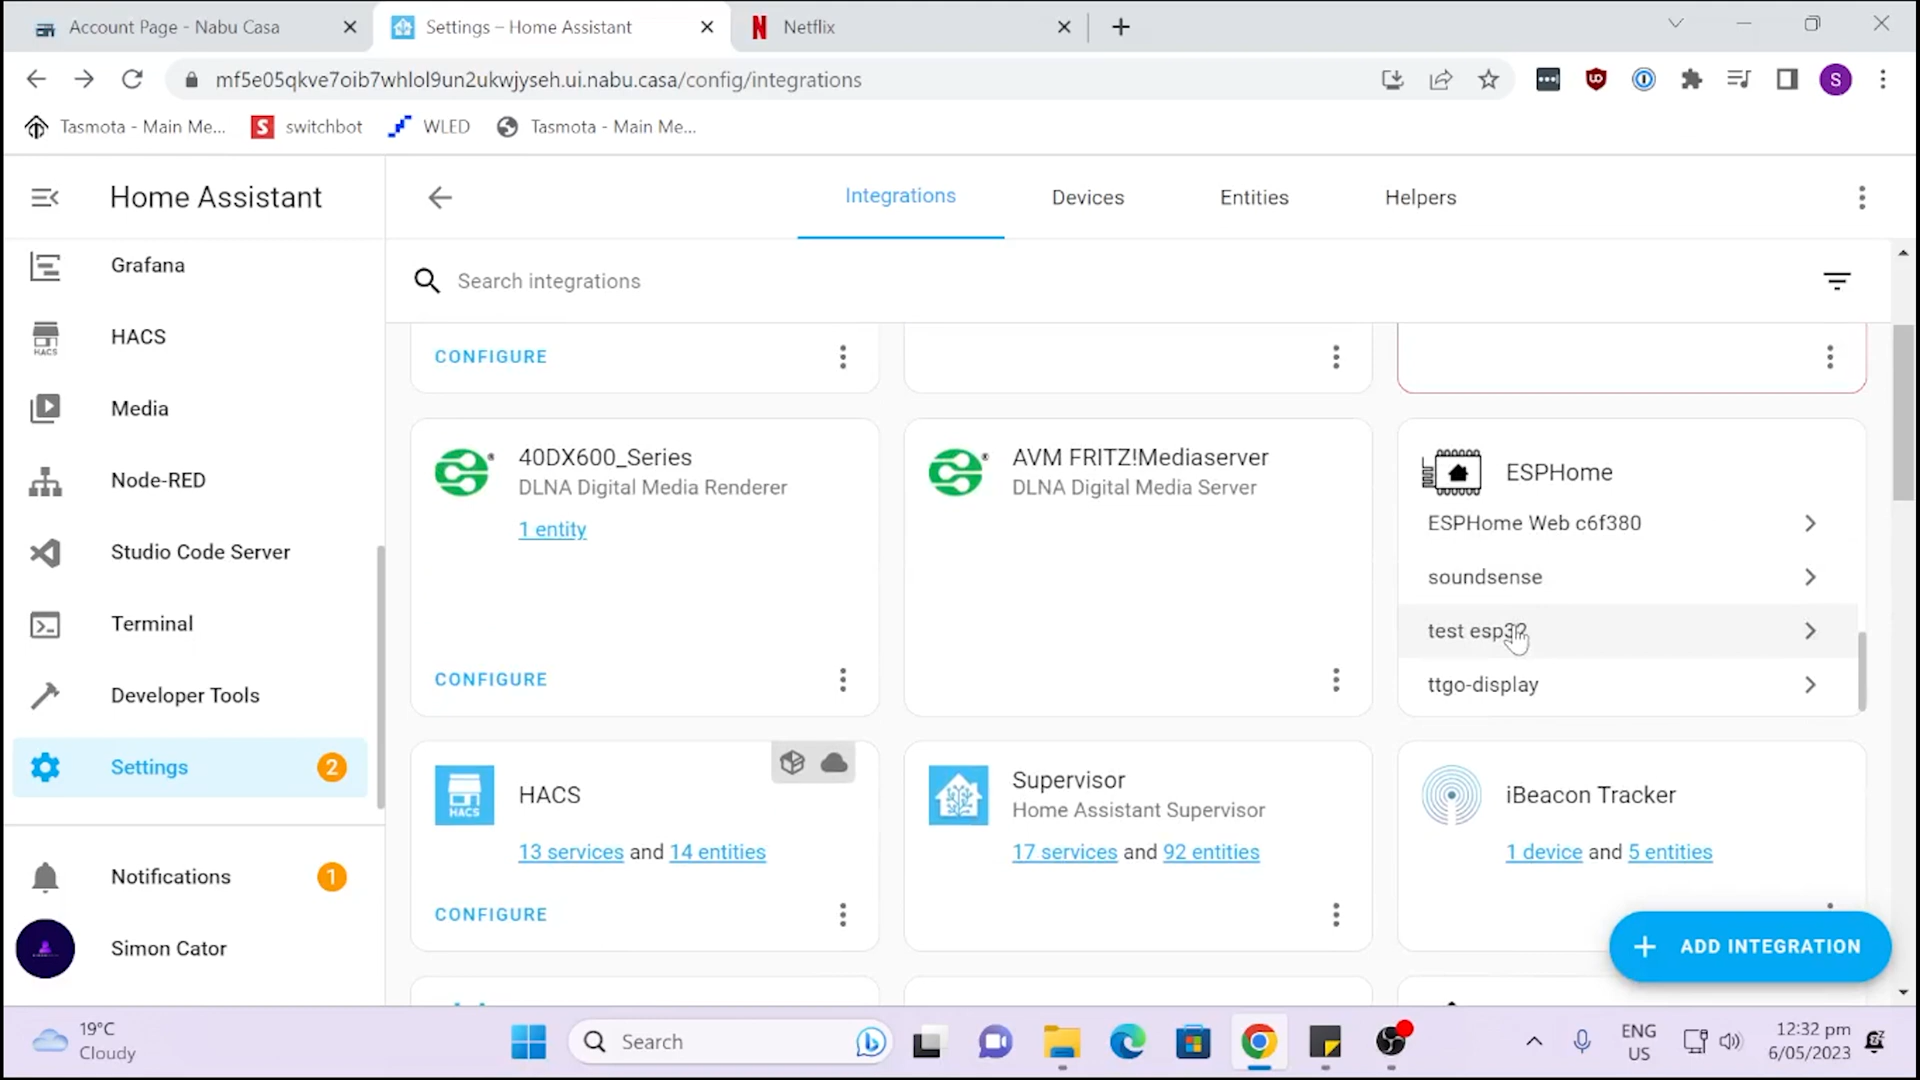 Account Page - Nabu Casa
Settings – Home Assistant
Netflix
mf5e05qkve7oib7whlol9un2ukwjyseh.ui.nabu.casa/config/integrations
S
Tasmota - Main Me...
switchbot
WLED
Tasmota - Main Me...
Home Assistant
Integrations
Devices
Entities
Helpers
Grafana
HACS
Media
Node-RED
Studio Code Server
Terminal
Developer Tools
Settings
2
Notifications
1
Simon Cator
Search integrations
CONFIGURE
40DX600_Series
DLNA Digital Media Renderer
1 entity
CONFIGURE
AVM FRITZ!Mediaserver
DLNA Digital Media Server
ESPHome
ESPHome Web c6f380
soundsense
test esp32
ttgo-display
HACS
HACS
13 services and 14 entities
CONFIGURE
Supervisor
Home Assistant Supervisor
17 services and 92 entities
iBeacon Tracker
1 device and 5 entities
ADD INTEGRATION
19°C
Cloudy
Search
ENG
US
12:32 pm
6/05/2023